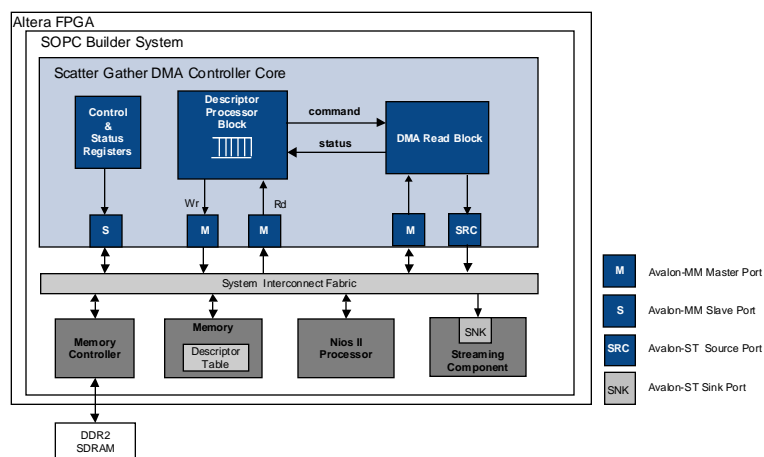 Altera FPGA
SOPC Builder System
Scatter Gather DMA Controller Core
Control
&
Status
Registers
Descriptor
Processor
Block
command
status
DMA Read Block
Wr
Rd
S
M
M
M
SRC
System Interconnect Fabric
Memory
Controller
Memory
Descriptor
Table
Nios II
Processor
SNK
Streaming
Component
DDR2
SDRAM
M
Avalon-MM Master Port
S
Avalon-MM Slave Port
SRC
Avalon-ST Source Port
SNK
Avalon-ST Sink Port